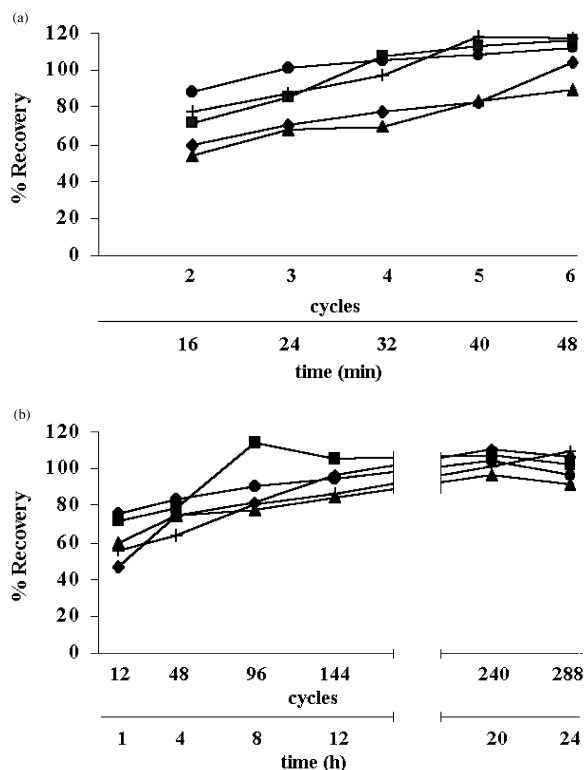 (a)
120
100
80
60
40
20
0
% Recovery
2 3 4 5 6
cycles
16 24 32 40 48
time (min)
(b)
120
100
80
60
40
20
0
% Recovery
12 48 96 144 240 288
cycles
1 4 8 12 20 24
time (h)